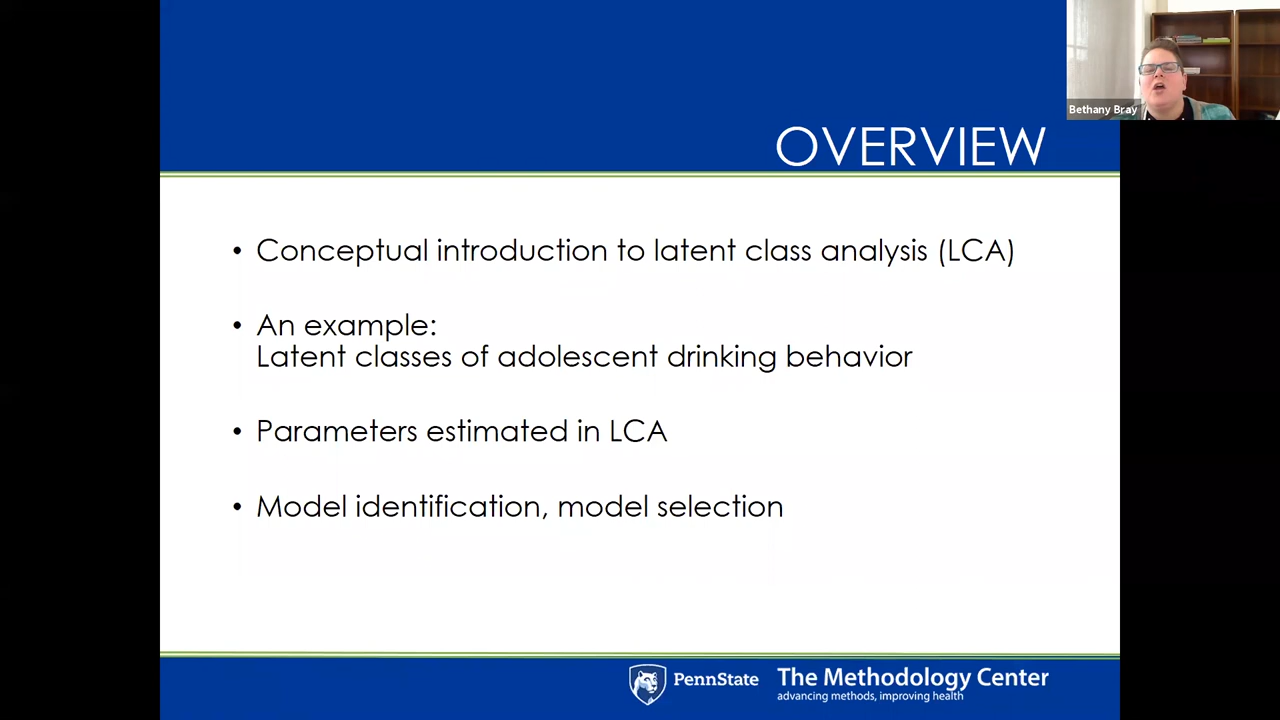 Bethany Bray
OVERVIEW
• Conceptual introduction to latent class analysis (LCA)
• An example:
Latent classes of adolescent drinking behavior
• Parameters estimated in LCA
• Model identification, model selection
PennState
The Methodology Center
advancing methods, improving health